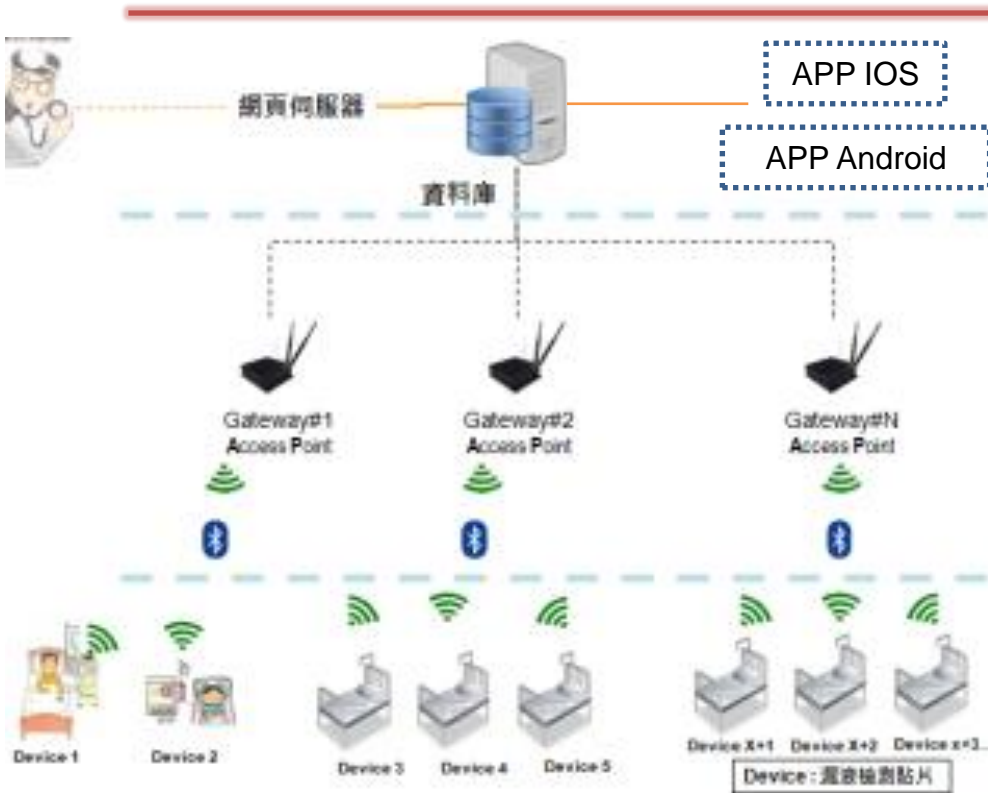 APP IOS
網頁伺服器
APP Android
資料庫
Gateway#1
Access Point
Gateway#2
Access Point
Gateway#N
Access Point
Device 1
Device 2
Device 3
Device 4
Device 5
Device X+1
Device X+2
Device x+3...
Device : 漏液檢測貼片